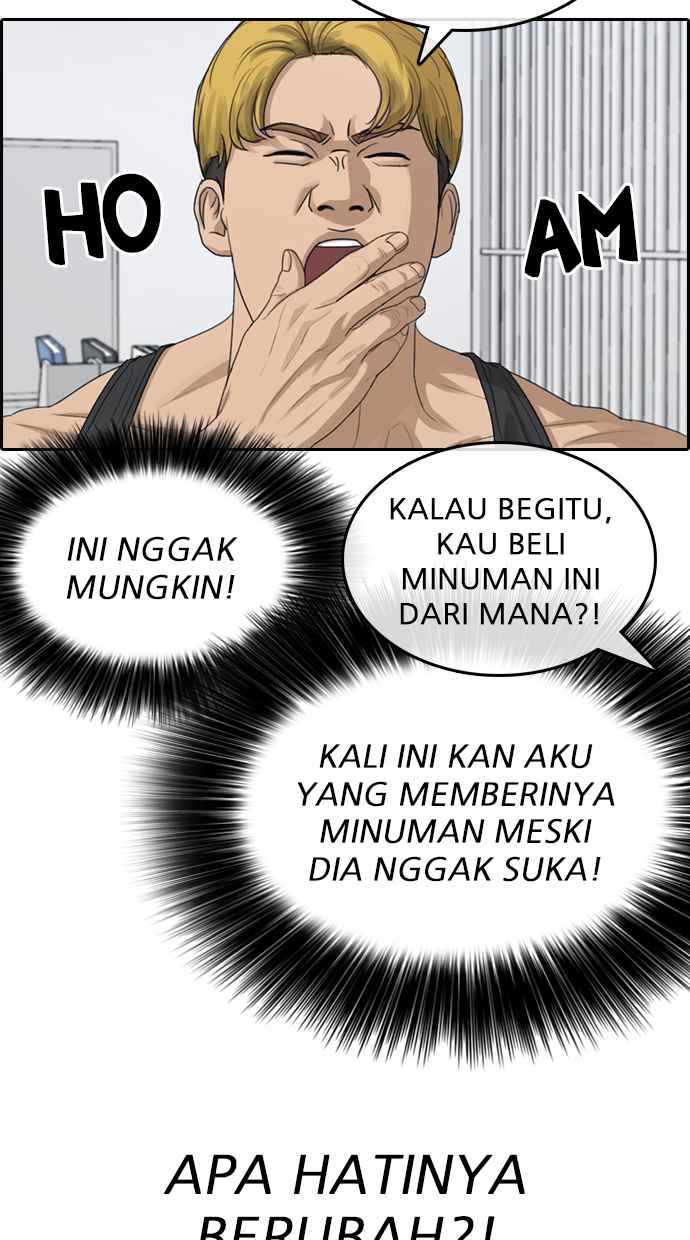 HO
AM
INI NGGAK
MUNGKIN!
KALAU BEGITU,
KAU BELI
MINUMAN INI
DARI MANA?!
KALI INI KAN AKU
YANG MEMBERINYA
MINUMAN MESKI
DIA NGGAK SUKA!
APA HATINYA
BERUBAH?!